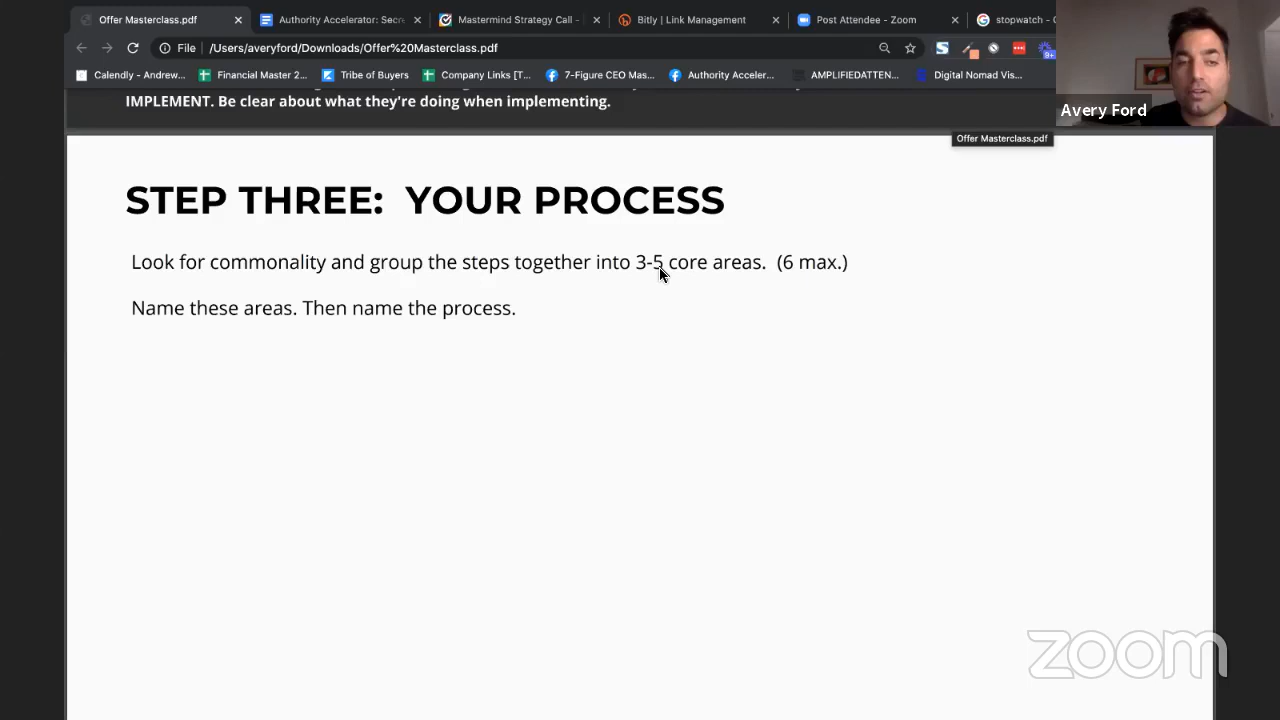 Offer Masterclass.pdf
Authority Accelerator: Secre
Mastermind Strategy Call -
Bitly | Link Management
Post Attendee - Zoom
stopwatch - G
File
/Users/averyford/Downloads/Offer%20Masterclass.pdf
9+
Calendly - Andrew...
Financial Master 2...
Tribe of Buyers
Company Links [T...
7-Figure CEO Mas...
Authority Acceler...
AMPLIFIEDATTEN...
Digital Nomad Vis...
IMPLEMENT. Be clear about what they're doing when implementing.
Avery Ford
Offer Masterclass.pdf
STEP THREE: YOUR PROCESS
Look for commonality and group the steps together into 3-5 core areas. (6 max.)
Name these areas. Then name the process.
zoom